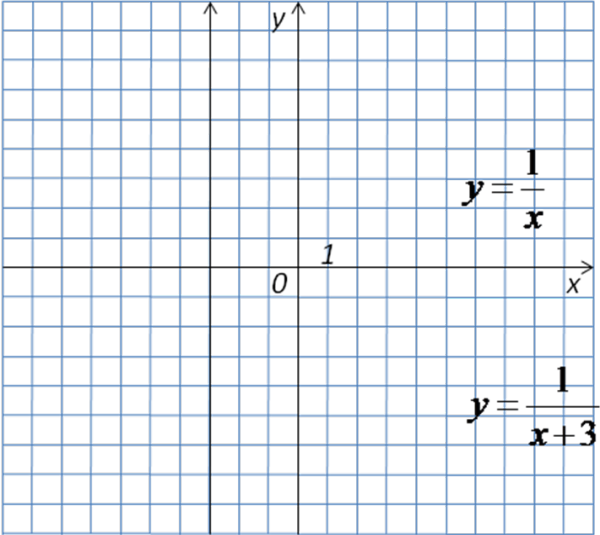 y
y = 1/x
1
0
x
y = 1/(x+3)